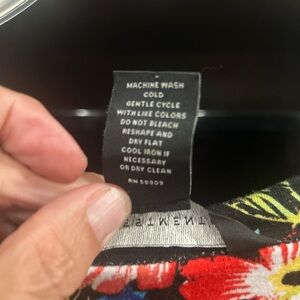 MACHINE WASH
COLD
GENTLE CYCLE
WITH LIKE COLORS
DO NOT BLEACH
RESHAPE AND
DRY FLAT
COOL IRON IF
NECESSARY
OR DRY CLEAN
RN 50909